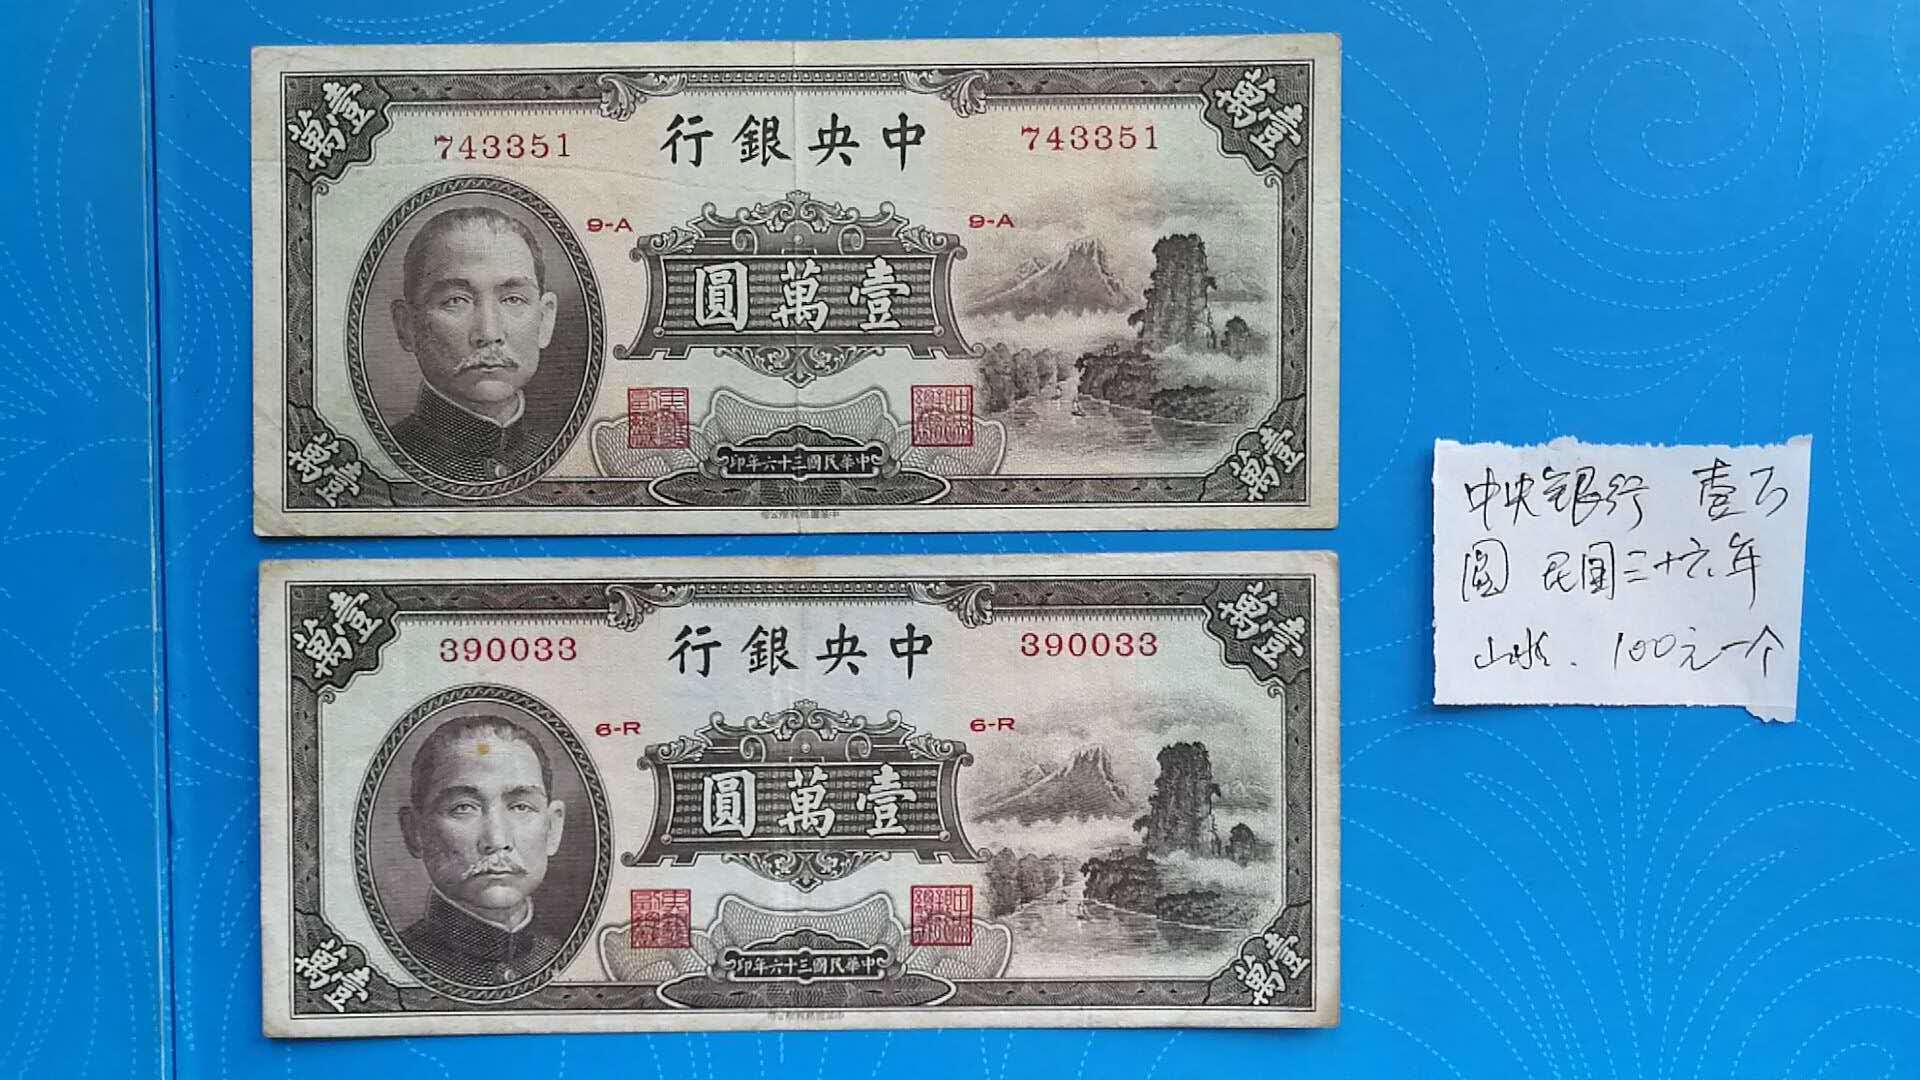 壹萬
壹萬
中央銀行
743351
743351
9-A
9-A
壹萬圓
中華民國三十六年印
壹萬
壹萬
壹萬
壹萬
中央銀行
390033
390033
6-R
6-R
壹萬圓
中華民國三十六年印
壹萬
壹萬
中央银行 壹万
圆 民国三十六年
山水、100元一个